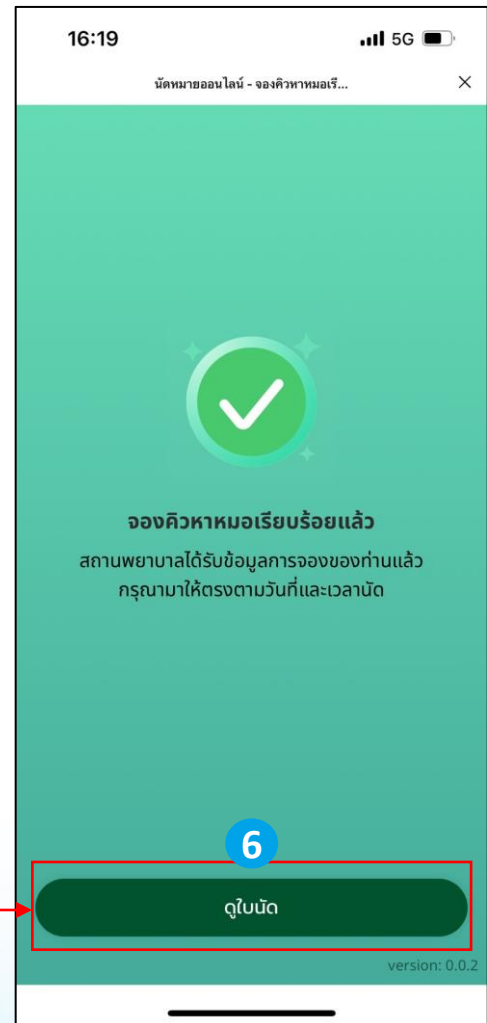 16:19
5G
นัดหมายออนไลน์ - จองคิวหาหมอเรื...
จองคิวหาหมอเรียบร้อยแล้ว
สถานพยาบาลได้รับข้อมูลการจองของท่านแล้ว
กรุณามาให้ตรงตามวันที่และเวลานัด
6
ดูใบนัด
version: 0.0.2